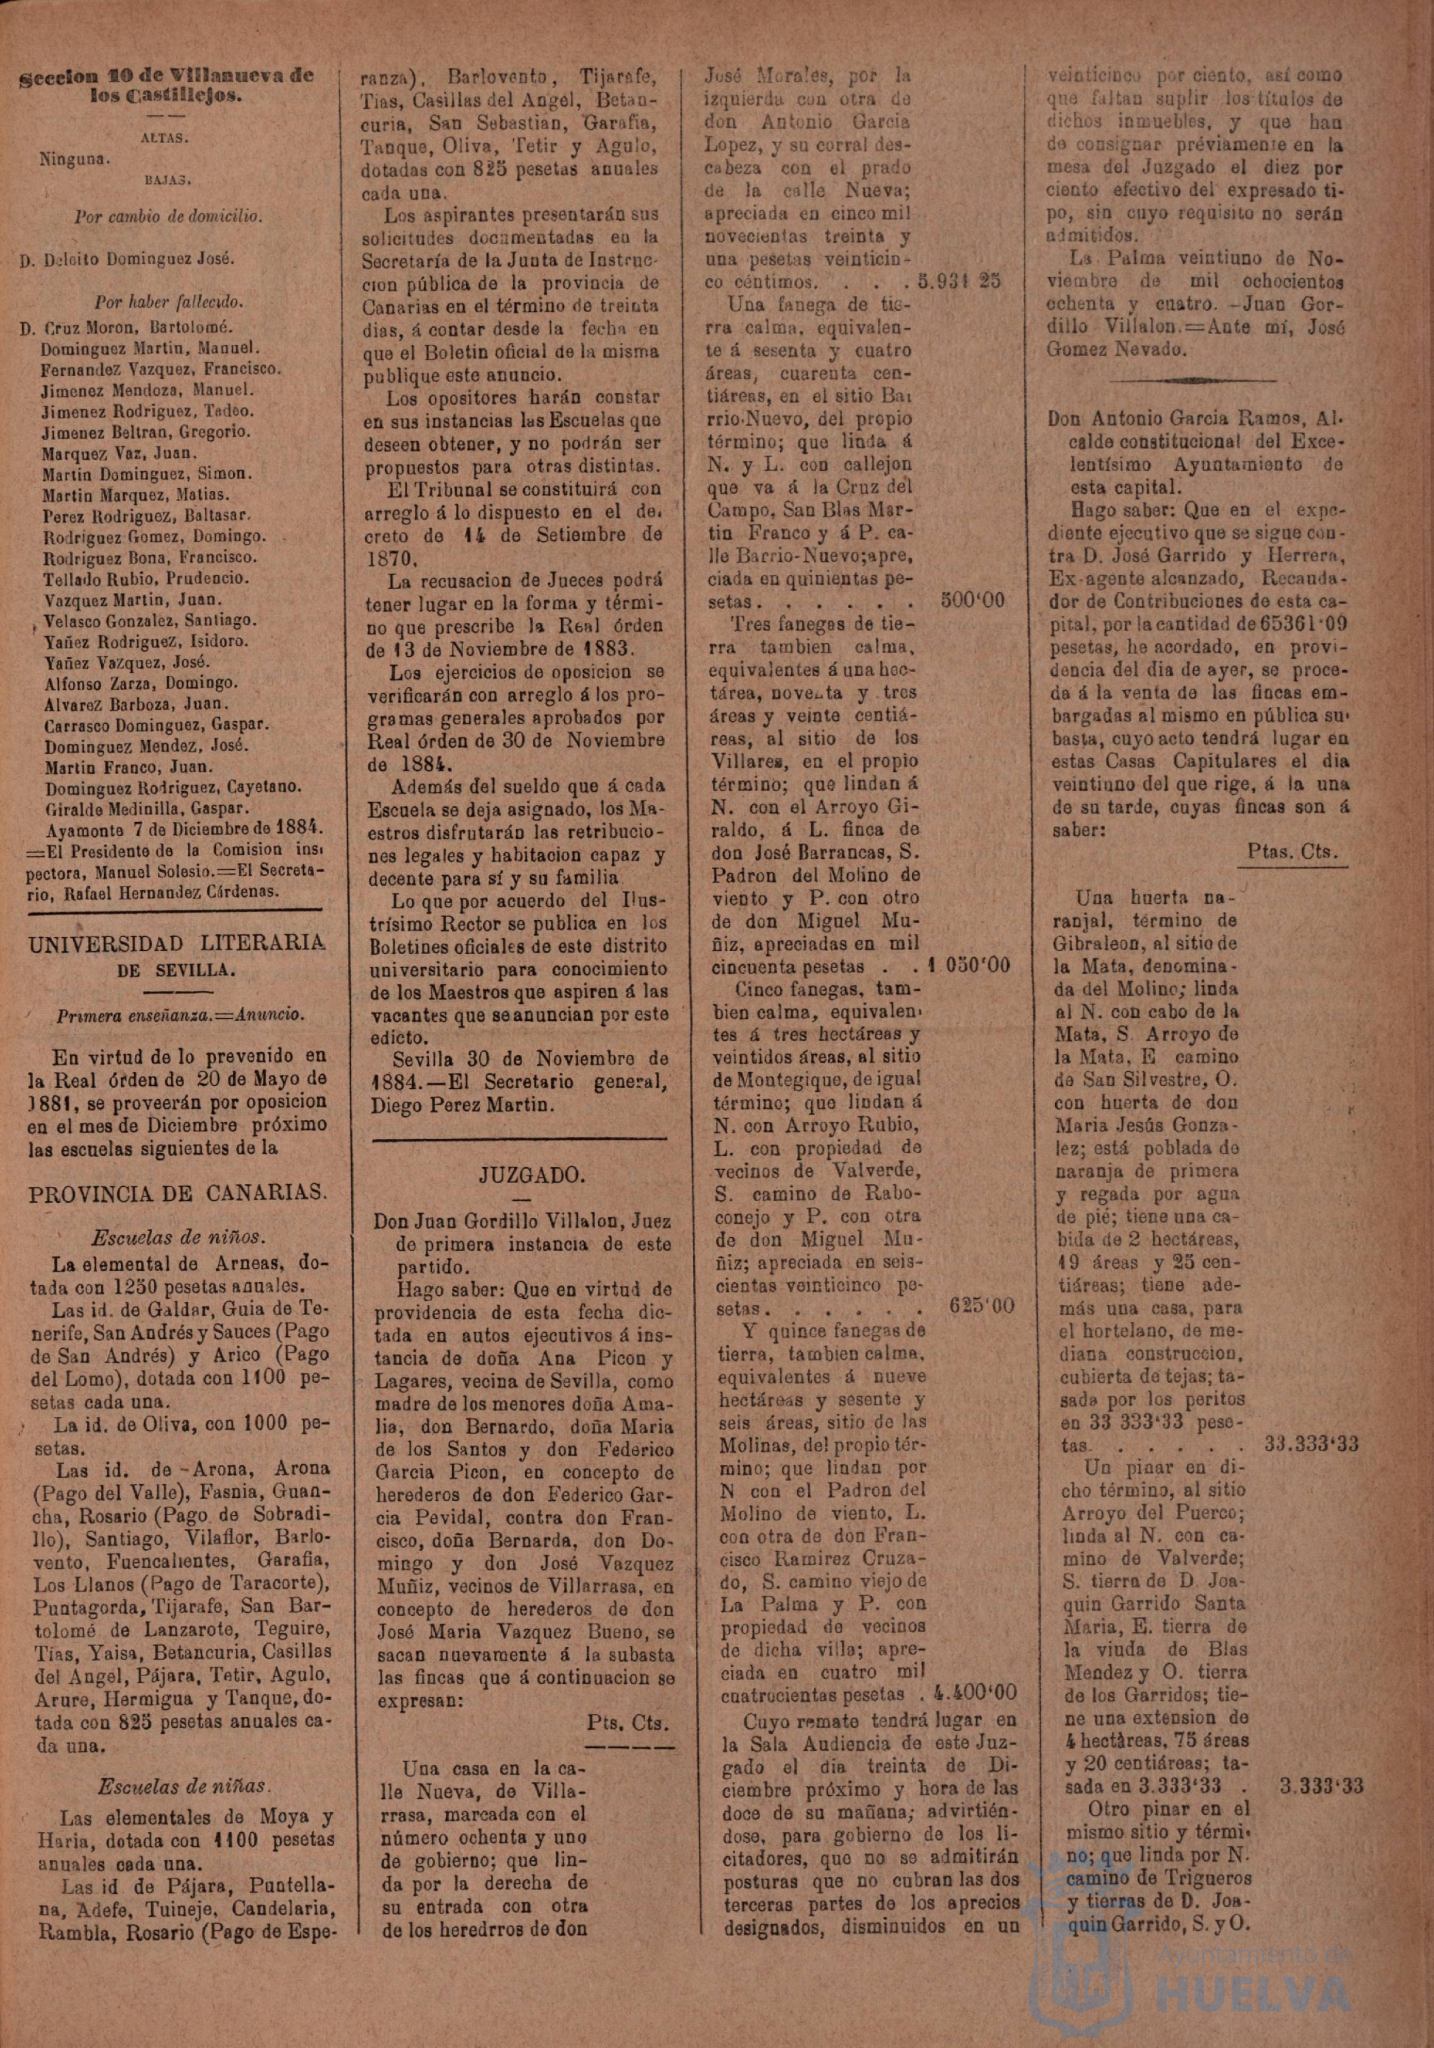 Seccion 10 de Villanueva de
los Castillejos.
ALTAS.
Ninguna.
BAJAS.
Por cambio de domicilio.
D. Deleito Dominguez José.
Por haber fallecido.
D. Cruz Moron, Bartolomé.
Dominguez Martin, Manuel.
Fernandez Vazquez, Francisco.
Jimenez Mendoza, Manuel.
Jimenez Rodriguez, Tadeo.
Jimenez Beltran, Gregorio.
Marquez Vaz, Juan.
Martin Dominguez, Simon.
Martin Marquez, Matias.
Perez Rodriguez, Baltasar.
Rodriguez Gomez, Domingo.
Rodriguez Bona, Francisco.
Tellado Rubio, Prudencio.
Vazquez Martin, Juan.
Velasco Gonzalez, Santiago.
Yañez Rodriguez, Isidoro.
Yañez Vazquez, José.
Alfonso Zarza, Domingo.
Alvarez Barboza, Juan.
Carrasco Dominguez, Gaspar.
Dominguez Mendez, José.
Martin Franco, Juan.
Dominguez Rodriguez, Cayetano.
Giralde Medinilla, Gaspar.
Ayamonte 7 de Diciembre de 1884.
=El Presidente de la Comision ins-
pectora, Manuel Solesio.=El Secreta-
rio, Rafael Hernandez Cárdenas.
UNIVERSIDAD LITERARIA
DE SEVILLA.
Primera enseñanza.=Anuncio.
En virtud de lo prevenido en
la Real órden de 20 de Mayo de
1881, se proveerán por oposicion
en el mes de Diciembre próximo
las escuelas siguientes de la
PROVINCIA DE CANARIAS.
Escuelas de niños.
La elemental de Arneas, do-
tada con 1250 pesetas anuales.
Las id. de Galdar, Guia de Te-
nerife, San Andrés y Sauces (Pago
de San Andrés) y Arico (Pago
del Lomo), dotada con 1100 pe-
setas cada una.
La id. de Oliva, con 1000 pe-
setas.
Las id. de Arona, Arona
(Pago del Valle), Fasnia, Guan-
cha, Rosario (Pago de Sobradi-
llo), Santiago, Vilaflor, Barlo-
vento, Fuencalientes, Garafia,
Los Llanos (Pago de Taracorte),
Puntagorda, Tijarafe, San Bar-
tolomé de Lanzarote, Teguire,
Tías, Yaisa, Betancuria, Casillas
del Angel, Pájara, Tetir, Agulo,
Arure, Hermigua y Tanque, do-
tada con 825 pesetas anuales ca-
da una.
Escuelas de niñas.
Las elementales de Moya y
Haria, dotada con 1100 pesetas
anuales cada una.
Las id de Pájara, Puntella-
na, Adefe, Tuineje, Candelaria,
Rambla, Rosario (Pago de Espe-
ranza), Barlovento, Tijarafe,
Tias, Casillas del Angel, Betan-
curia, San Sebastian, Garafia,
Tanque, Oliva, Tetir y Agulo,
dotadas con 825 pesetas anuales
cada una.
Los aspirantes presentarán sus
solicitudes documentadas en la
Secretaría de la Junta de Instruc-
cion pública de la provincia de
Canarias en el término de treinta
dias, á contar desde la fecha en
que el Boletin oficial de la misma
publique este anuncio.
Los opositores harán constar
en sus instancias las Escuelas que
deseen obtener, y no podrán ser
propuestos para otras distintas.
El Tribunal se constituirá con
arreglo á lo dispuesto en el de-
creto de 14 de Setiembre de
1870.
La recusacion de Jueces podrá
tener lugar en la forma y térmi-
no que prescribe la Real órden
de 13 de Noviembre de 1883.
Los ejercicios de oposicion se
verificarán con arreglo á los pro-
gramas generales aprobados por
Real órden de 30 de Noviembre
de 1884.
Además del sueldo que á cada
Escuela se deja asignado, los Ma-
estros disfrutarán las retribucio-
nes legales y habitacion capaz y
decente para sí y su familia
Lo que por acuerdo del Ilus-
trísimo Rector se publica en los
Boletines oficiales de este distrito
universitario para conocimiento
de los Maestros que aspiren á las
vacantes que se anuncian por este
edicto.
Sevilla 30 de Noviembre de
1884.—El Secretario general,
Diego Perez Martin.
JUZGADO.
Don Juan Gordillo Villalon, Juez
de primera instancia de este
partido.
Hago saber: Que en virtud de
providencia de esta fecha dic-
tada en autos ejecutivos á ins-
tancia de doña Ana Picon y
Lagares, vecina de Sevilla, como
madre de los menores doña Ama-
lia, don Bernardo, doña Maria
de los Santos y don Federico
Garcia Picon, en concepto de
herederos de don Federico Gar-
cia Pevidal, contra don Fran-
cisco, doña Bernarda, don Do-
mingo y don José Vazquez
Muñiz, vecinos de Villarrasa, en
concepto de herederos de don
José Maria Vazquez Bueno, se
sacan nuevamente á la subasta
las fincas que á continuacion se
expresan:
Pts. Cts.
Una casa en la ca-
lle Nueva, de Villa-
rrasa, marcada con el
número ochenta y uno
de gobierno; que lin-
da por la derecha de
su entrada con otra
de los heredrros de don
José Morales, por la
izquierda con otra de
don Antonio Garcia
Lopez, y su corral des-
cabeza con el prado
de la calle Nueva;
apreciada en cinco mil
novecientas treinta y
una pesetas veinticin-
co céntimos. . . . 5.931 25
Una fanega de tie-
rra calma, equivalen-
te á sesenta y cuatro
áreas, cuarenta cen-
tiáreas, en el sitio Bar
rrio-Nuevo, del propio
término; que linda á
N. y L. con callejon
que va á la Cruz del
Campo, San Blas Mar-
tin Franco y á P. ca-
lle Barrio-Nuevo;apre,
ciada en quinientas pe-
setas. . . . . . 500'00
Tres faneges de tie-
rra tambien calma,
equivalentes á una hec-
tárea, noventa y tres
áreas y veinte centiá-
reas, al sitio de los
Villares, en el propio
término; que lindan á
N. con el Arroyo Gi-
raldo, á L. finca de
don José Barrancas, S.
Padron del Molino de
viento y P. con otro
de don Miguel Mu-
ñiz, apreciadas en mil
cincuenta pesetas . . 1 050'00
Cinco fanegas, tam-
bien calma, equivalen-
tes á tres hectáreas y
veintidos áreas, al sitio
de Montegique, de igual
término; que lindan á
N. con Arroyo Rubio,
L. con propiedad de
vecinos de Valverde,
S. camino de Rabo-
conejo y P. con otra
de don Miguel Mu-
ñiz; apreciada en seis-
cientas veinticinco pe-
setas. . . . . . 625'00
Y quince fanegas de
tierra, tambien calma,
equivalentes á nueve
hectáreas y sesente y
seis áreas, sitio de las
Molinas, del propio tér-
mino; que lindan por
N con el Padron del
Molino de viento, L.
con otra de don Fran-
cisco Ramirez Cruza-
do, S. camino viejo de
La Palma y P. con
propiedad de vecinos
de dicha villa; apre-
ciada en cuatro mil
cuatrocientas pesetas . 4.400'00
Cuyo remate tendrá lugar en
la Sala Audiencia de este Juz-
gado el dia treinta de Di-
ciembre próximo y hora de las
doce de su mañana; advirtién-
dose, para gobierno de los li-
citadores, que no se admitirán
posturas que no cubran las dos
terceras partes de los aprecios
designados, disminuidos en un
veinticinco por ciento, así como
que faltan suplir los títulos de
dichos inmuebles, y que han
de consignar préviamente en la
mesa del Juzgado el diez por
ciento efectivo del expresado ti-
po, sin cuyo requisito no serán
admitidos.
La Palma veintiuno de No-
viembre de mil ochocientos
ochenta y cuatro. —Juan Gor-
dillo Villalon.=Ante mí, José
Gomez Nevado.
Don Antonio Garcia Ramos, Al-
calde constitucional del Exce-
lentísimo Ayuntamiento de
esta capital.
Hago saber: Que en el expe-
diente ejecutivo que se sigue con-
tra D. José Garrido y Herrera,
Ex-agente alcanzado, Recauda-
dor de Contribuciones de esta ca-
pital, por la cantidad de 65361·09
pesetas, he acordado, en provi-
dencia del dia de ayer, se proce-
da á la venta de las fincas em-
bargadas al mismo en pública su-
basta, cuyo acto tendrá lugar en
estas Casas Capitulares el dia
veintiuno del que rige, á la una
de su tarde, cuyas fincas son á
saber:
Ptas. Cts.
Una huerta na-
ranjal, término de
Gibraleon, al sitio de
la Mata, denomina-
da del Molino; linda
al N. con cabo de la
Mata, S. Arroyo de
la Mata, E camino
de San Silvestre, O.
con huerta de don
Maria Jesús Gonza-
lez; está poblada de
naranja de primera
y regada por agua
de pié; tiene una ca-
bida de 2 hectáreas,
19 áreas y 25 cen-
tiáreas; tiene ade-
más una casa, para
el hortelano, de me-
diana construccion,
cubierta de tejas; ta-
sada por los peritos
en 33 333'33 pese-
tas. . . . . . 33.333'33
Un pinar en di-
cho término, al sitio
Arroyo del Puerco;
linda al N. con ca-
mino de Valverde;
S. tierra de D. Joa-
quin Garrido Santa
Maria, E. tierra de
la viuda de Blas
Mendez y O. tierra
de los Garridos; tie-
ne una extension de
4 hectàreas, 75 áreas
y 20 centiáreas; ta-
sada en 3.333'33 . 3.333'33
Otro pinar en el
mismo sitio y térmi-
no; que linda por N.
camino de Trigueros
y tierras de D. Joa-
quin Garrido, S. y O.
Ayuntamiento de
HUELVA